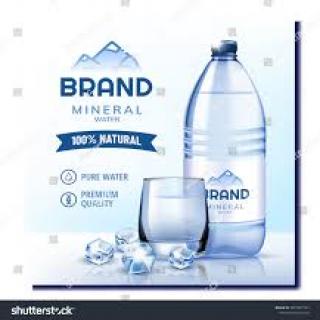 BRAND
MINERAL
WATER
100% NATURAL
PURE WATER
PREMIUM
QUALITY
BRAND
MINERAL
WATER
shutterstock